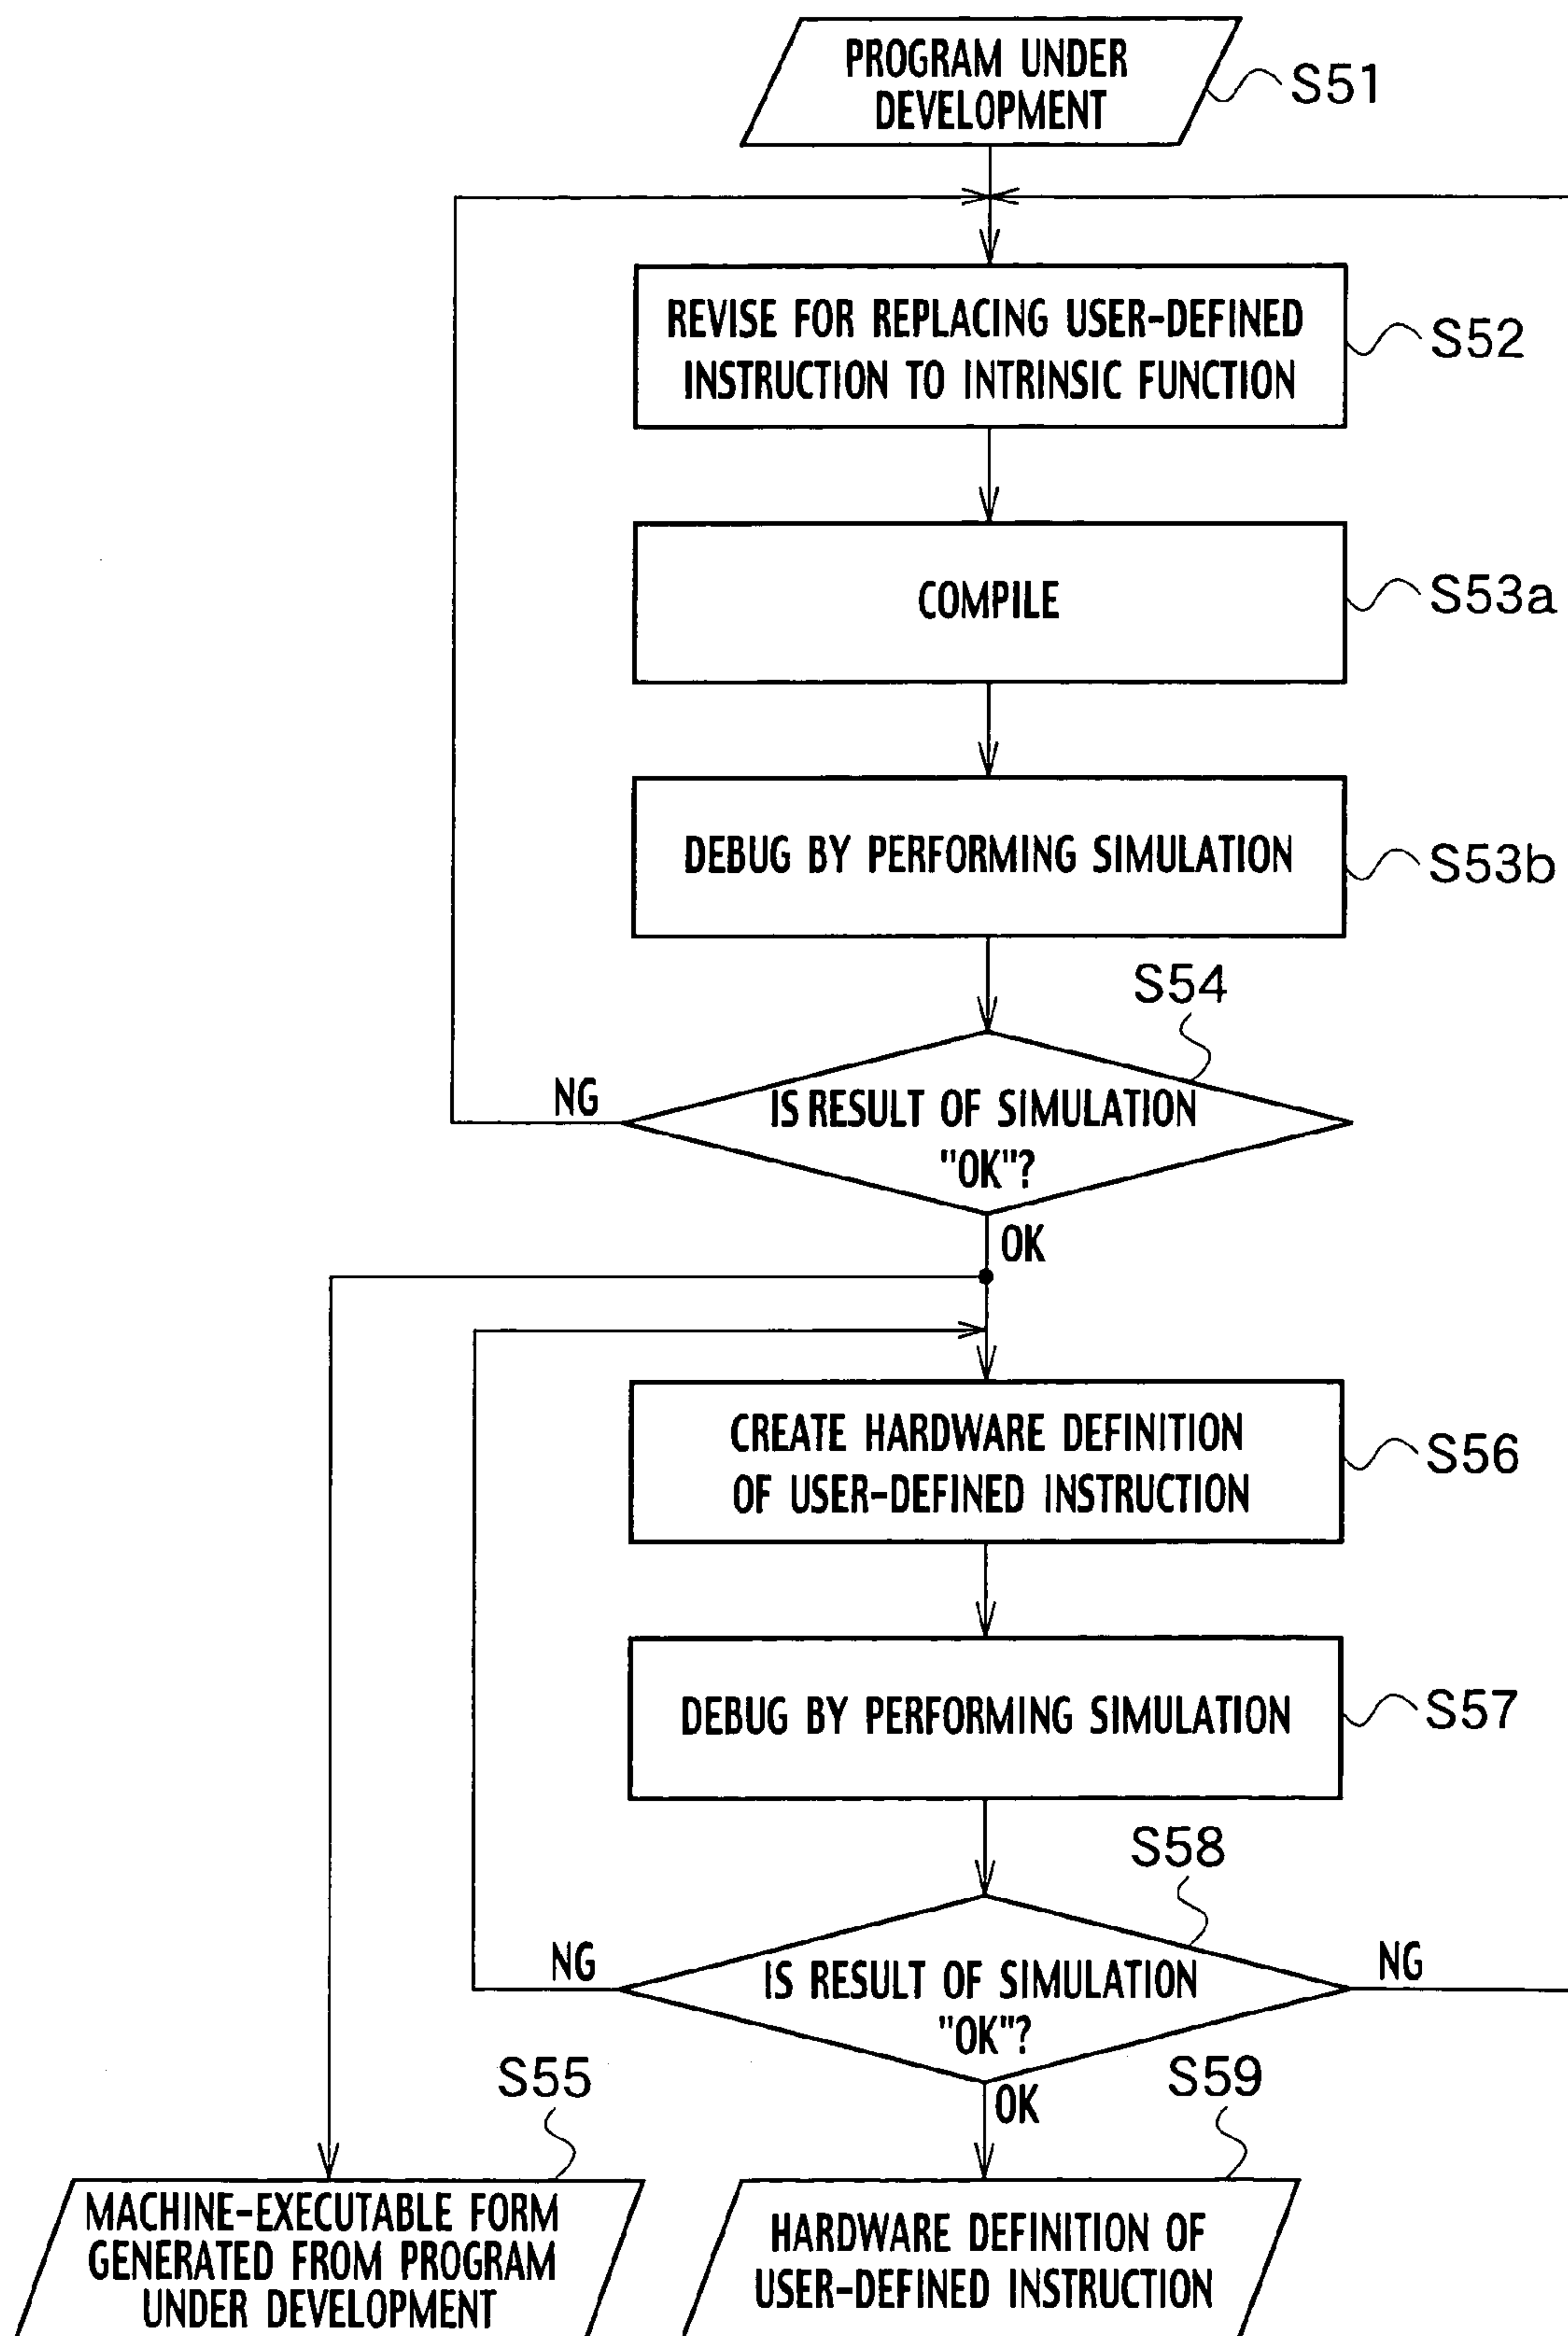 PROGRAM UNDER
DEVELOPMENT
S51
REVISE FOR REPLACING USER-DEFINED
INSTRUCTION TO INTRINSIC FUNCTION
S52
COMPILE
S53a
DEBUG BY PERFORMING SIMULATION
S53b
S54
NG
IS RESULT OF SIMULATION
"OK"?
OK
CREATE HARDWARE DEFINITION
OF USER-DEFINED INSTRUCTION
S56
DEBUG BY PERFORMING SIMULATION
S57
S58
NG
IS RESULT OF SIMULATION
"OK"?
NG
OK
S55
S59
MACHINE-EXECUTABLE FORM
GENERATED FROM PROGRAM
UNDER DEVELOPMENT
HARDWARE DEFINITION OF
USER-DEFINED INSTRUCTION